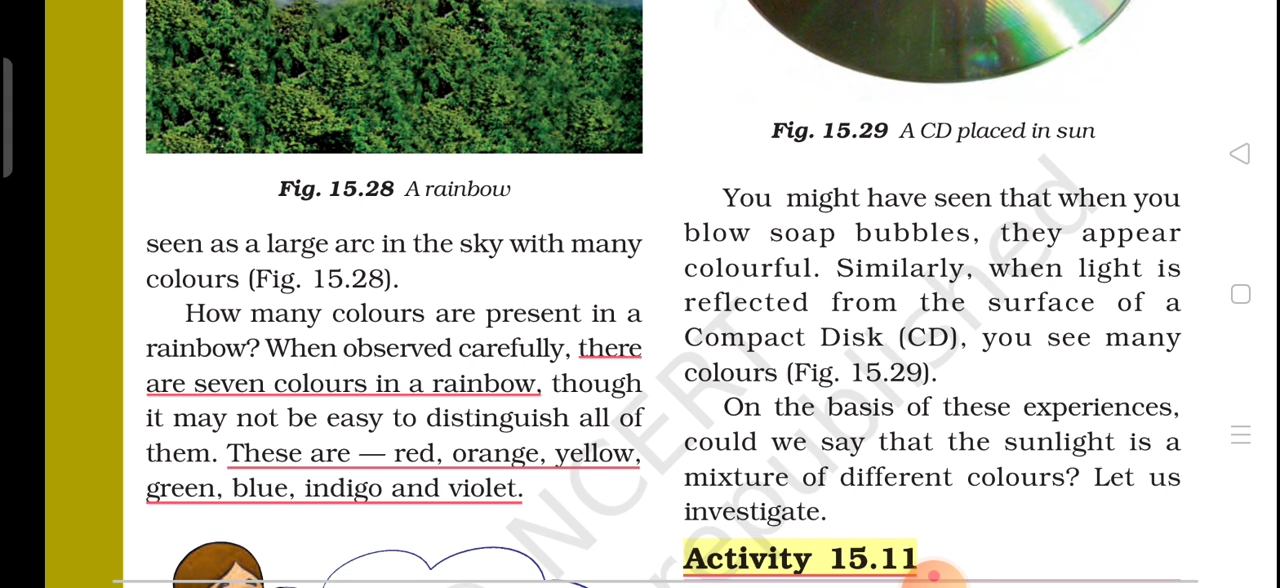 Fig. 15.28 A rainbow
seen as a large arc in the sky with many
colours (Fig. 15.28).
How many colours are present in a
rainbow? When observed carefully, there
are seven colours in a rainbow, though
it may not be easy to distinguish all of
them. These are — red, orange, yellow,
green, blue, indigo and violet.
Fig. 15.29 A CD placed in sun
You might have seen that when you
blow soap bubbles, they appear
colourful. Similarly, when light is
reflected from the surface of a
Compact Disk (CD), you see many
colours (Fig. 15.29).
On the basis of these experiences,
could we say that the sunlight is a
mixture of different colours? Let us
investigate.
Activity 15.11
NCERT
republished